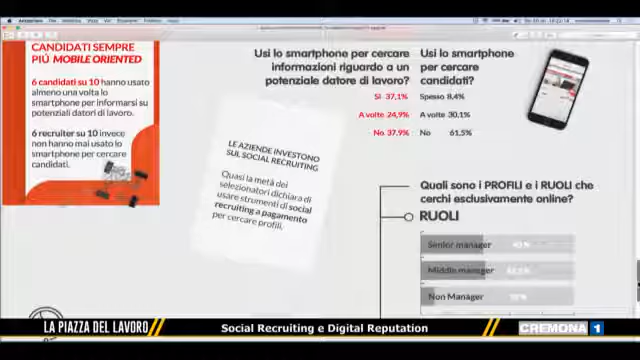 CANDIDATI SEMPRE
PIÚ MOBILE ORIENTED
6 candidati su 10 hanno usato
almeno una volta lo
smartphone per informarsi su
potenziali datori di lavoro.
6 recruiter su 10 invece
non hanno mai usato lo
smartphone per cercare
candidati.
LE AZIENDE INVESTONO
SUL SOCIAL RECRUITING
Quasi la metà dei
selezionatori dichiara di
usare strumenti di social
recruiting a pagamento
per cercare profili.
Usi lo smartphone per cercare
informazioni riguardo a un
potenziale datore di lavoro?
Sì 37,1%
A volte 24,9%
No 37.9%
Usi lo smartphone
per cercare
candidati?
Spesso 8,4%
A volte 30,1%
No 61,5%
Quali sono i PROFILI e i RUOLI che
cerchi esclusivamente online?
RUOLI
Senior manager
Middle manager
Non Manager
LA PIAZZA DEL LAVORO
Social Recruiting e Digital Reputation
CREMONA 1